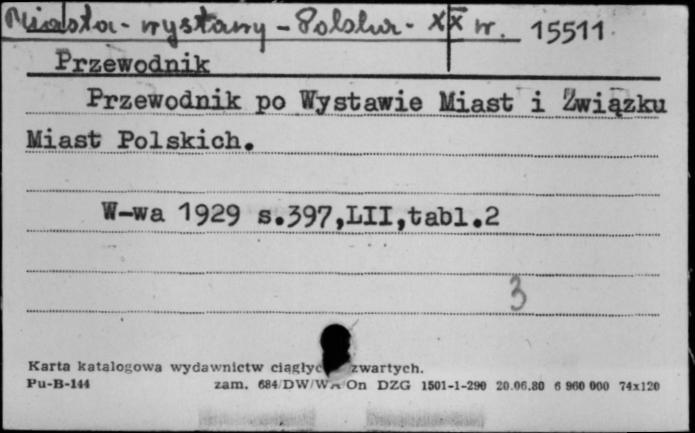 Miasta - wystawy - Polska - XX w. 15511
Przewodnik
Przewodnik po Wystawie Miast i Związku
Miast Polskich.
W-wa 1929 s.397,LII,tabl.2
3
Karta katalogowa wydawnictw zwartych.
Pu-B-144 zam. 684/DW/WA On DZG 1501-1-290 20.06.80 6 960 000 74x120